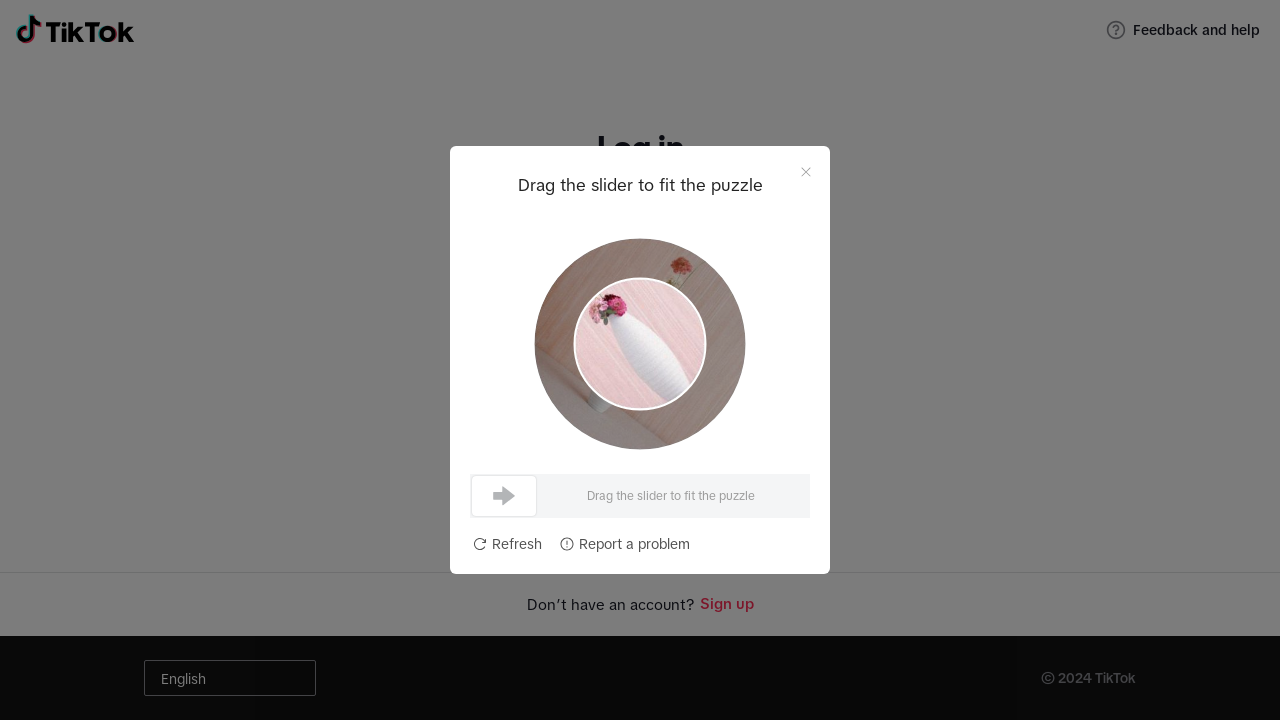 TikTok
Feedback and help
Log in
Drag the slider to fit the puzzle
Drag the slider to fit the puzzle
Refresh
Report a problem
Don’t have an account? Sign up
English
© 2024 TikTok